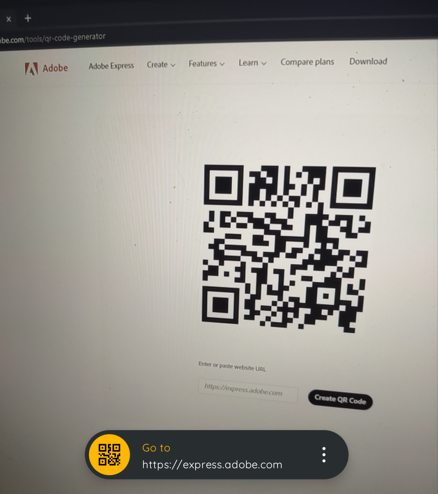 x +
be.com/tools/qr-code-generator
Adobe Adobe Express Create Features Learn Compare plans Download
Enter or paste website URL
https://express.adobe.com
Create QR Code
Go to
https://express.adobe.com